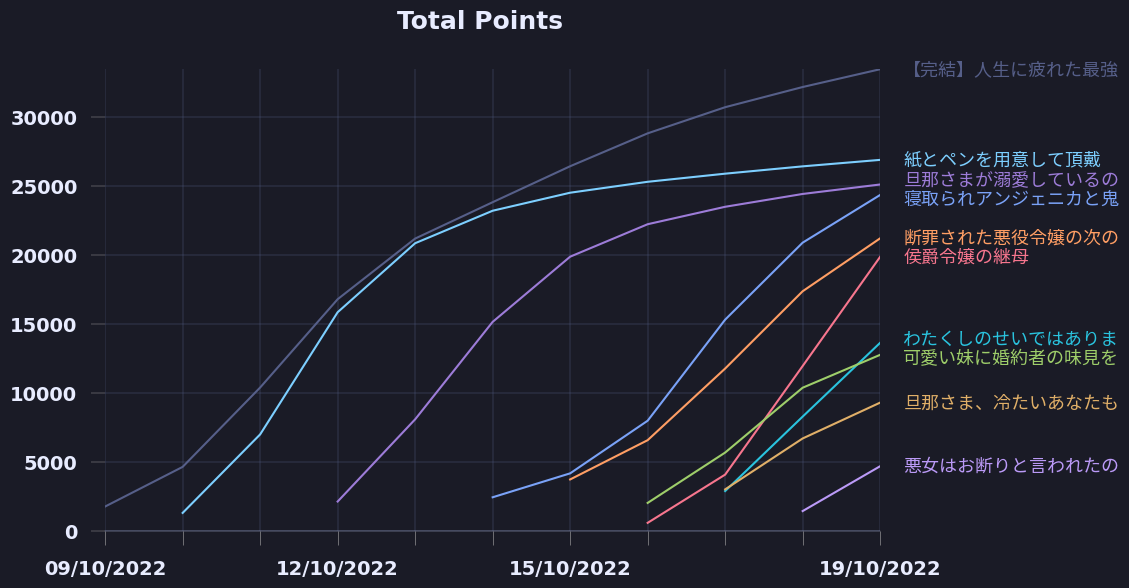 Total Points
30000
25000
20000
15000
10000
5000
0
09/10/2022
12/10/2022
15/10/2022
19/10/2022
【完結】人生に疲れた最強
紙とペンを用意して頂戴
旦那さまが溺愛しているの
寝取られアンジェニカと鬼
断罪された悪役令嬢の次の
侯爵令嬢の継母
わたくしのせいではありま
可愛い妹に婚約者の味見を
旦那さま、冷たいあなたも
悪女はお断りと言われたの